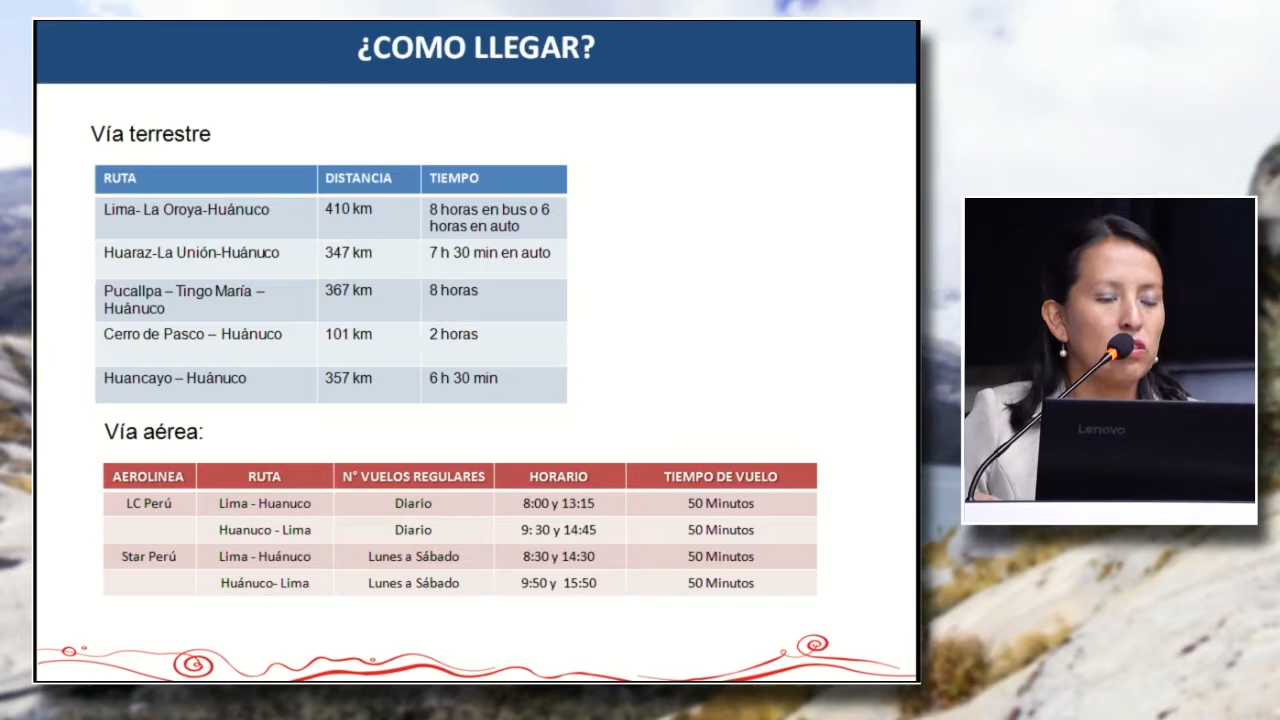 ¿COMO LLEGAR?
Vía terrestre
RUTA DISTANCIA TIEMPO
Lima- La Oroya-Huánuco 410 km 8 horas en bus o 6
horas en auto
Huaraz-La Unión-Huánuco 347 km 7 h 30 min en auto
Pucallpa – Tingo María – 367 km 8 horas
Huánuco
Cerro de Pasco – Huánuco 101 km 2 horas
Huancayo – Huánuco 357 km 6 h 30 min
Vía aérea:
AEROLINEA RUTA N° VUELOS REGULARES HORARIO TIEMPO DE VUELO
LC Perú Lima - Huanuco Diario 8:00 y 13:15 50 Minutos
Huanuco - Lima Diario 9: 30 y 14:45 50 Minutos
Star Perú Lima - Huánuco Lunes a Sábado 8:30 y 14:30 50 Minutos
Huánuco- Lima Lunes a Sábado 9:50 y 15:50 50 Minutos
Lenovo